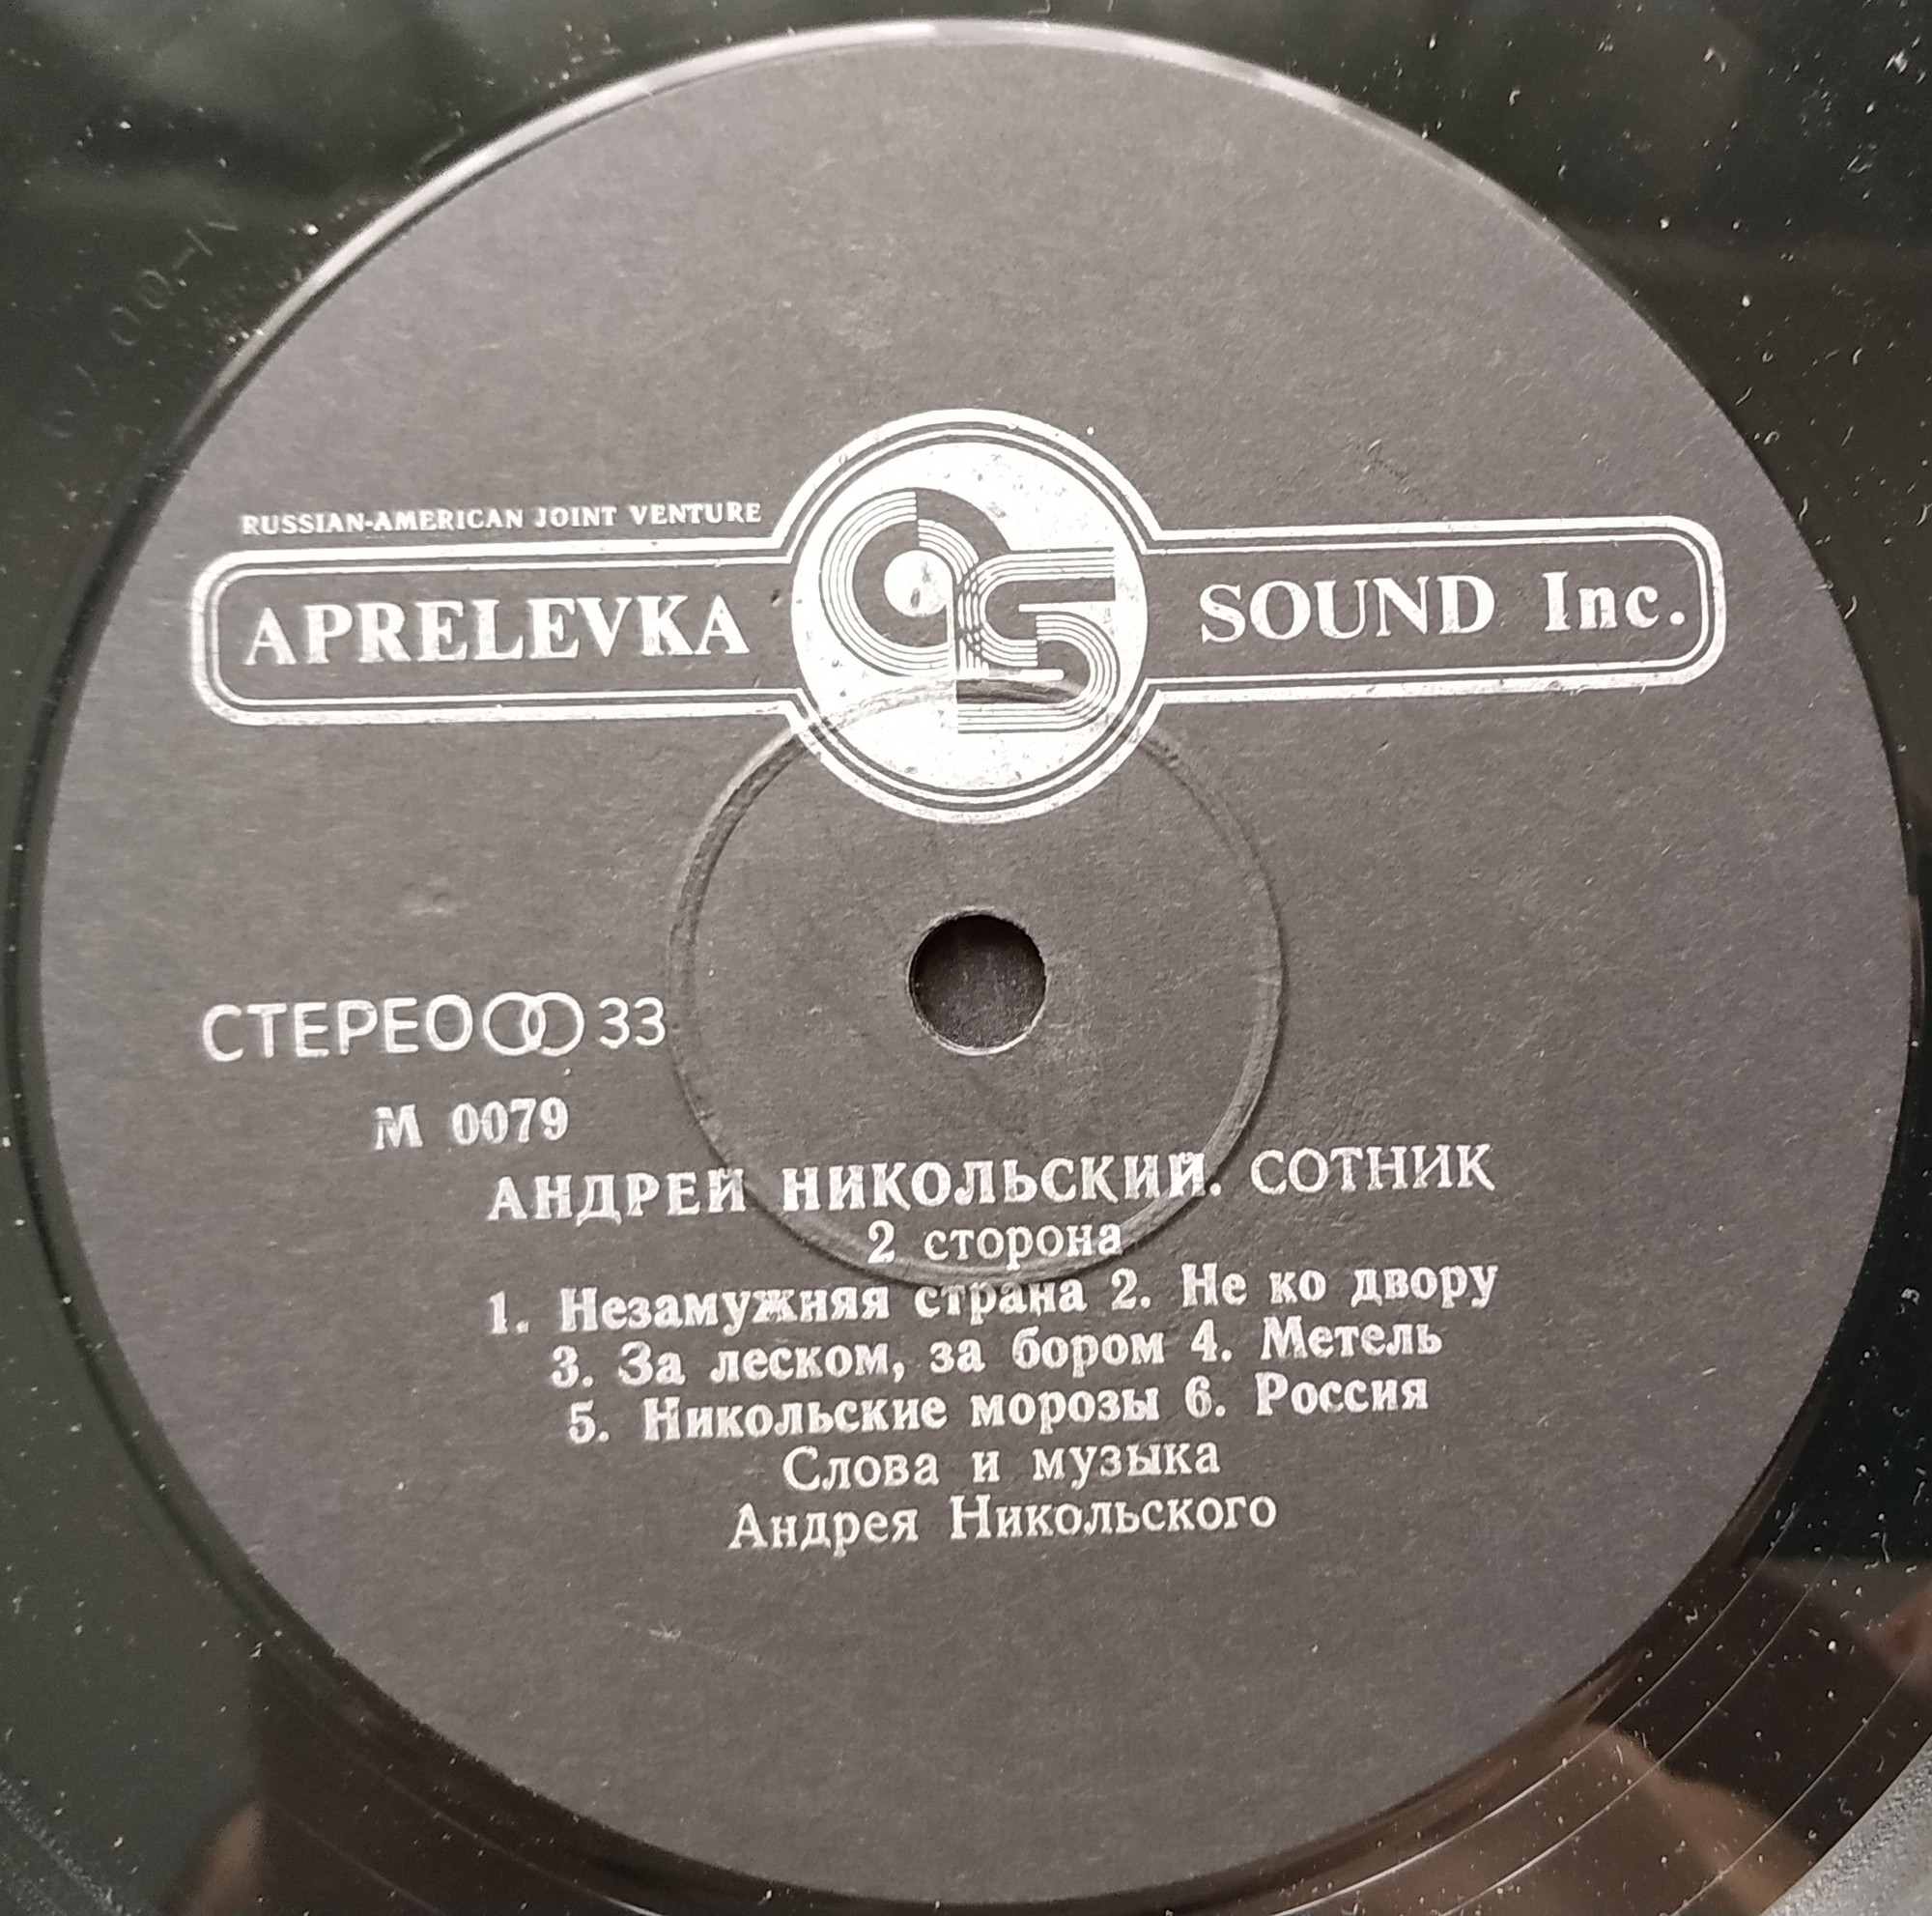 RUSSIAN-AMERICAN JOINT VENTURE
APRELEVKA SOUND Inc.
СТЕРЕО 33
М 0079
АНДРЕЙ НИКОЛЬСКИЙ. СОТНИК
2 сторона
1. Незамужняя страна 2. Не ко двору
3. За леском, за бором 4. Метель
5. Никольские морозы 6. Россия
Слова и музыка
Андрея Никольского